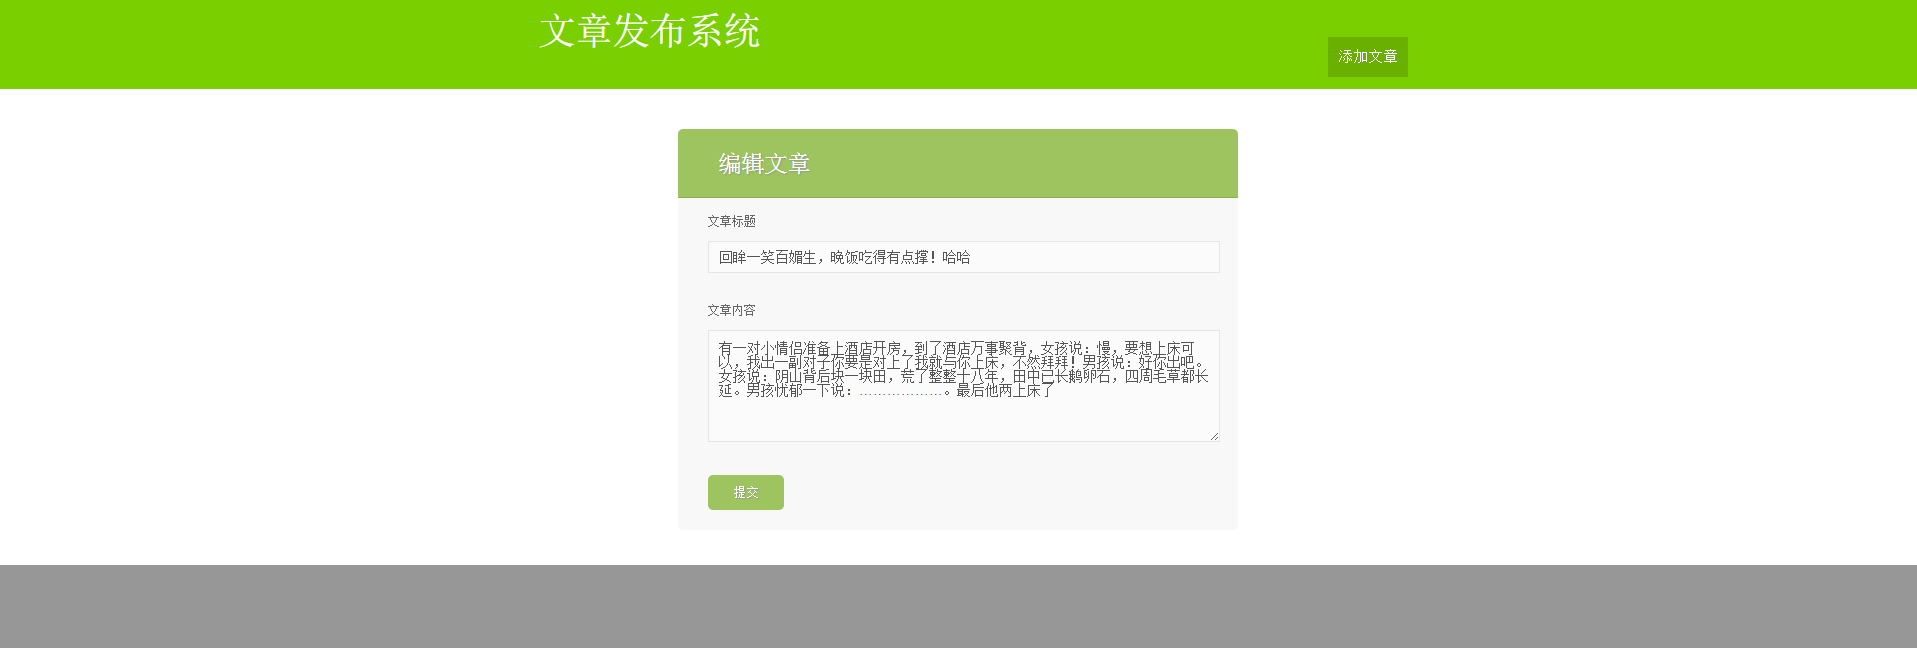 文章发布系统
添加文章
编辑文章
文章标题
回眸一笑百媚生，晚饭吃得有点撑！哈哈
文章内容
有一对小情侣准备上酒店开房，到了酒店万事聚背，女孩说：慢，要想上床可
以，我出一副对子你要是对上了我就与你上床，不然拜拜！男孩说：好你出吧。
女孩说：阴山背后块一块田，荒了整整十八年，田中已长鹅卵石，四周毛草都长
延。男孩忧郁一下说：………………。最后他两上床了
提交